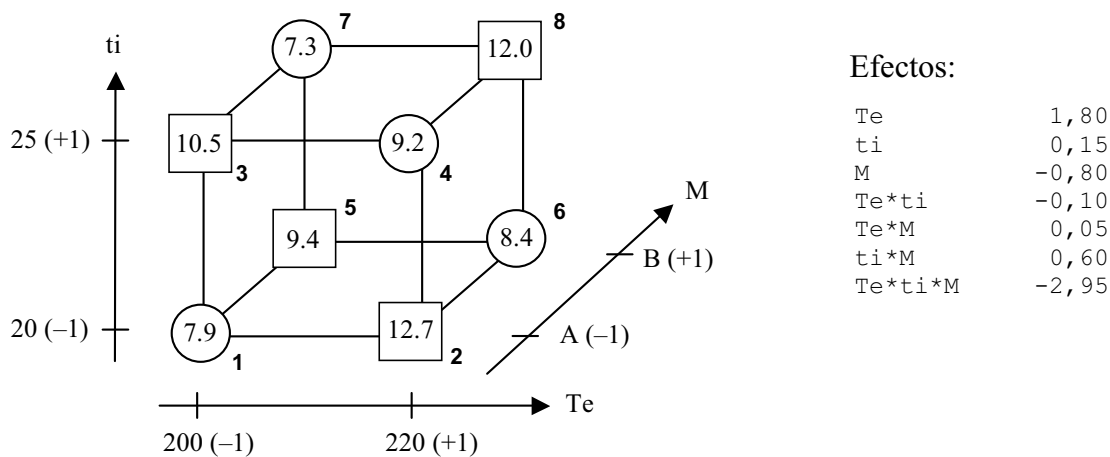 7
8
ti
7.3
12.0
Efectos:
25 (+1)
10.5
9.2
3
4
M
5
6
9.4
8.4
B (+1)
20 (–1)
7.9
12.7
A (–1)
1
2
Te
200 (–1)
220 (+1)
Te 1,80
ti 0,15
M -0,80
Te*ti -0,10
Te*M 0,05
ti*M 0,60
Te*ti*M -2,95